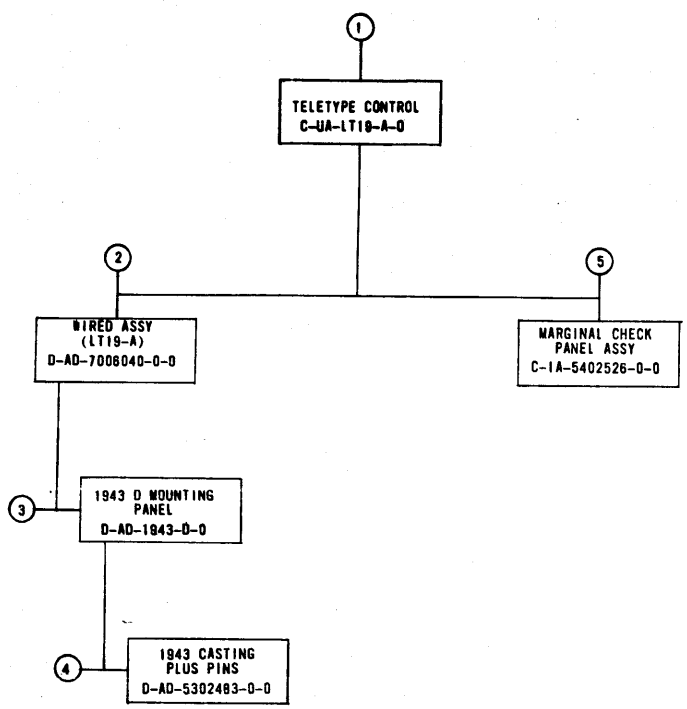 1
TELETYPE CONTROL
C-UA-LT19-A-0
2
WIRED ASSY
(LT19-A)
D-AD-7006040-0-0
5
MARGINAL CHECK
PANEL ASSY
C-IA-5402526-0-0
3
1943 D MOUNTING
PANEL
D-AD-1943-D-0
4
1943 CASTING
PLUS PINS
D-AD-5302483-0-0